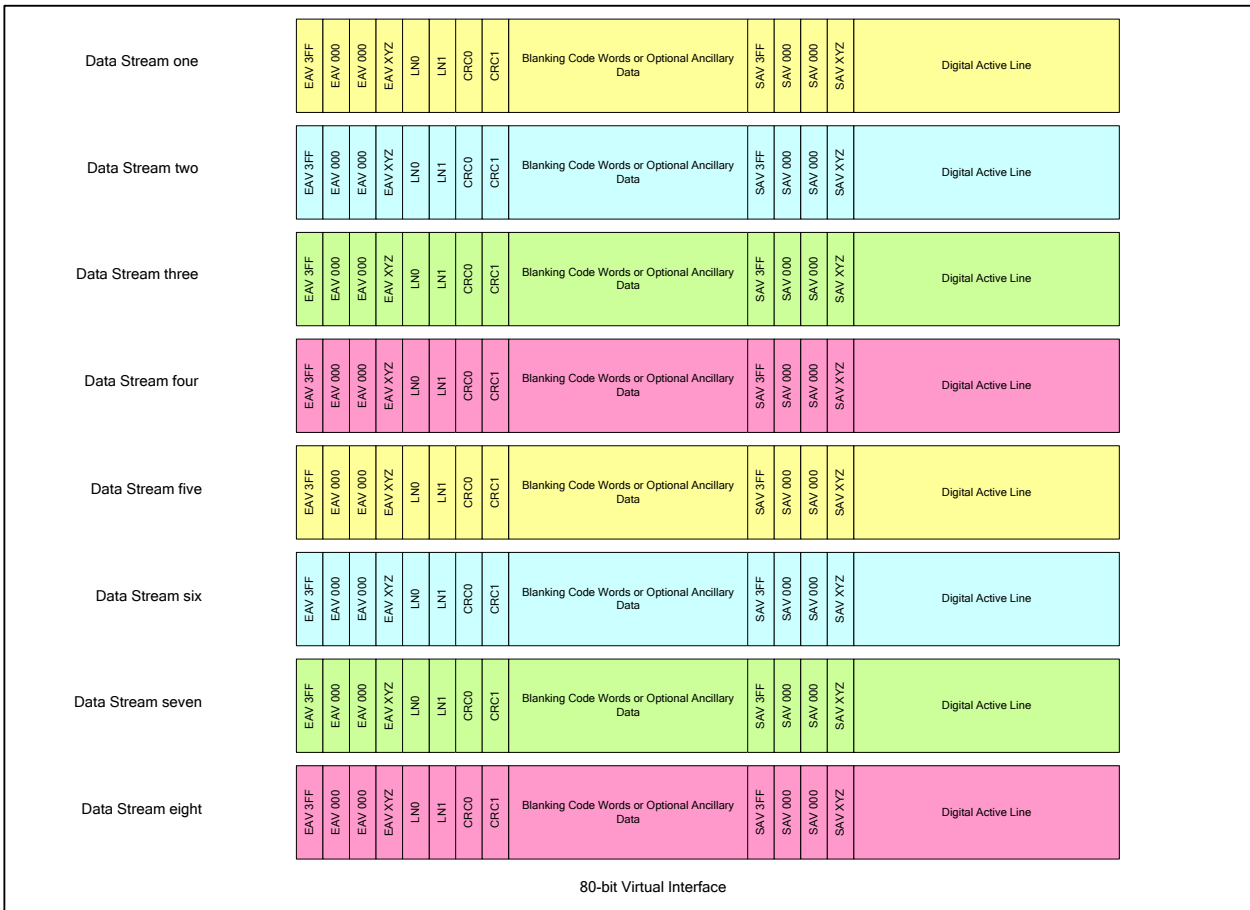 Data Stream one
EAV 3FF
EAV 000
EAV 000
EAV XYZ
LN0
LN1
CRC0
CRC1
Blanking Code Words or Optional Ancillary
Data
SAV 3FF
SAV 000
SAV 000
SAV XYZ
Digital Active Line
Data Stream two
EAV 3FF
EAV 000
EAV 000
EAV XYZ
LN0
LN1
CRC0
CRC1
Blanking Code Words or Optional Ancillary
Data
SAV 3FF
SAV 000
SAV 000
SAV XYZ
Digital Active Line
Data Stream three
EAV 3FF
EAV 000
EAV 000
EAV XYZ
LN0
LN1
CRC0
CRC1
Blanking Code Words or Optional Ancillary
Data
SAV 3FF
SAV 000
SAV 000
SAV XYZ
Digital Active Line
Data Stream four
EAV 3FF
EAV 000
EAV 000
EAV XYZ
LN0
LN1
CRC0
CRC1
Blanking Code Words or Optional Ancillary
Data
SAV 3FF
SAV 000
SAV 000
SAV XYZ
Digital Active Line
Data Stream five
EAV 3FF
EAV 000
EAV 000
EAV XYZ
LN0
LN1
CRC0
CRC1
Blanking Code Words or Optional Ancillary
Data
SAV 3FF
SAV 000
SAV 000
SAV XYZ
Digital Active Line
Data Stream six
EAV 3FF
EAV 000
EAV 000
EAV XYZ
LN0
LN1
CRC0
CRC1
Blanking Code Words or Optional Ancillary
Data
SAV 3FF
SAV 000
SAV 000
SAV XYZ
Digital Active Line
Data Stream seven
EAV 3FF
EAV 000
EAV 000
EAV XYZ
LN0
LN1
CRC0
CRC1
Blanking Code Words or Optional Ancillary
Data
SAV 3FF
SAV 000
SAV 000
SAV XYZ
Digital Active Line
Data Stream eight
EAV 3FF
EAV 000
EAV 000
EAV XYZ
LN0
LN1
CRC0
CRC1
Blanking Code Words or Optional Ancillary
Data
SAV 3FF
SAV 000
SAV 000
SAV XYZ
Digital Active Line
80-bit Virtual Interface